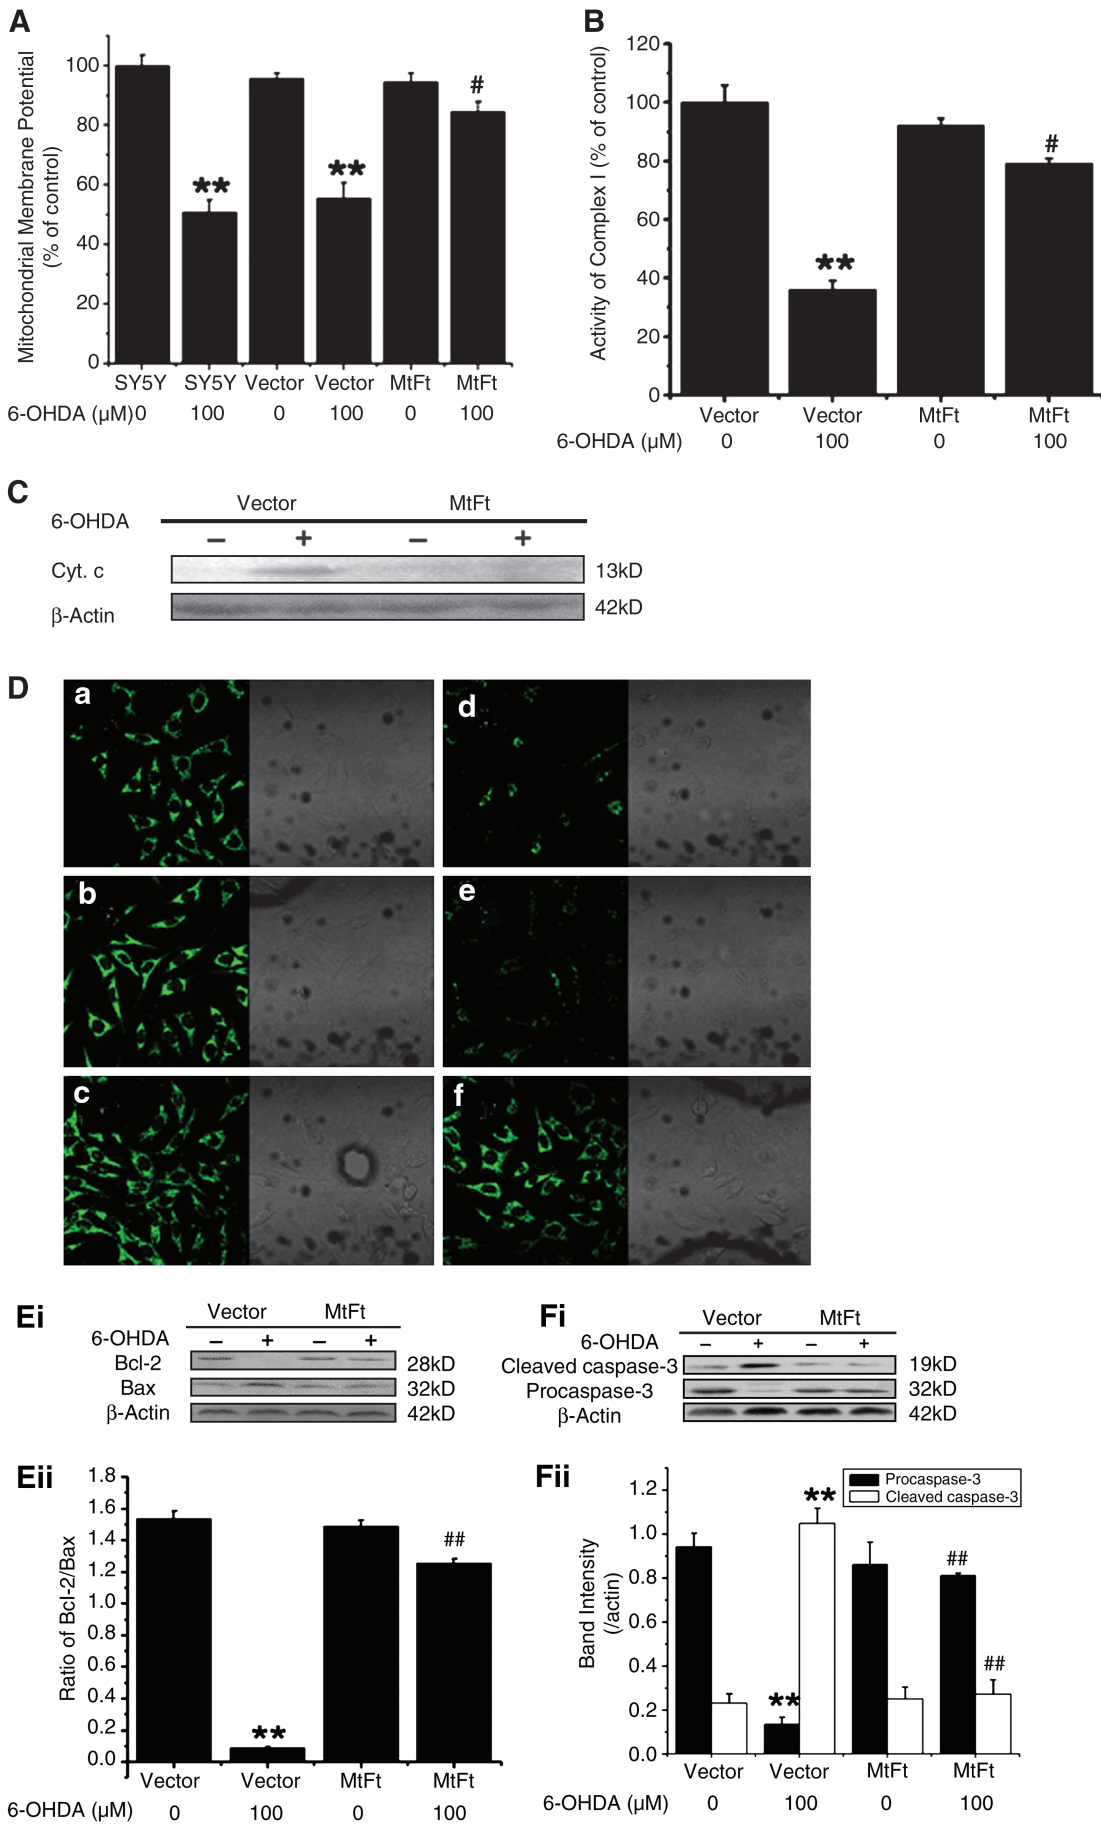 A
Mitochondrial Membrane Potential
(% of control)
100
80
60
40
20
0
**
**
#
SY5Y SY5Y Vector Vector MtFt MtFt
6-OHDA (μM) 0 100 0 100 0 100
B
Activity of Complex I (% of control)
120
100
80
60
40
20
0
**
#
Vector Vector MtFt MtFt
0 100 0 100
6-OHDA (μM)
C
Vector MtFt
6-OHDA
− + − +
Cyt. c 13kD
β-Actin 42kD
D
a
d
b
e
c
f
Ei
Vector MtFt
6-OHDA − + − +
Bcl-2 28kD
Bax 32kD
β-Actin 42kD
Fi
Vector MtFt
6-OHDA − + − +
Cleaved caspase-3 19kD
Procaspase-3 32kD
β-Actin 42kD
Eii
Ratio of Bcl-2/Bax
1.8
1.6
1.4
1.2
1.0
0.8
0.6
0.4
0.2
0.0
**
##
Vector Vector MtFt MtFt
6-OHDA (μM) 0 100 0 100
Fii
Band Intensity
(/actin)
1.2
1.0
0.8
0.6
0.4
0.2
0.0
Procaspase-3
Cleaved caspase-3
**
**
##
##
Vector Vector MtFt MtFt
6-OHDA (μM) 0 100 0 100